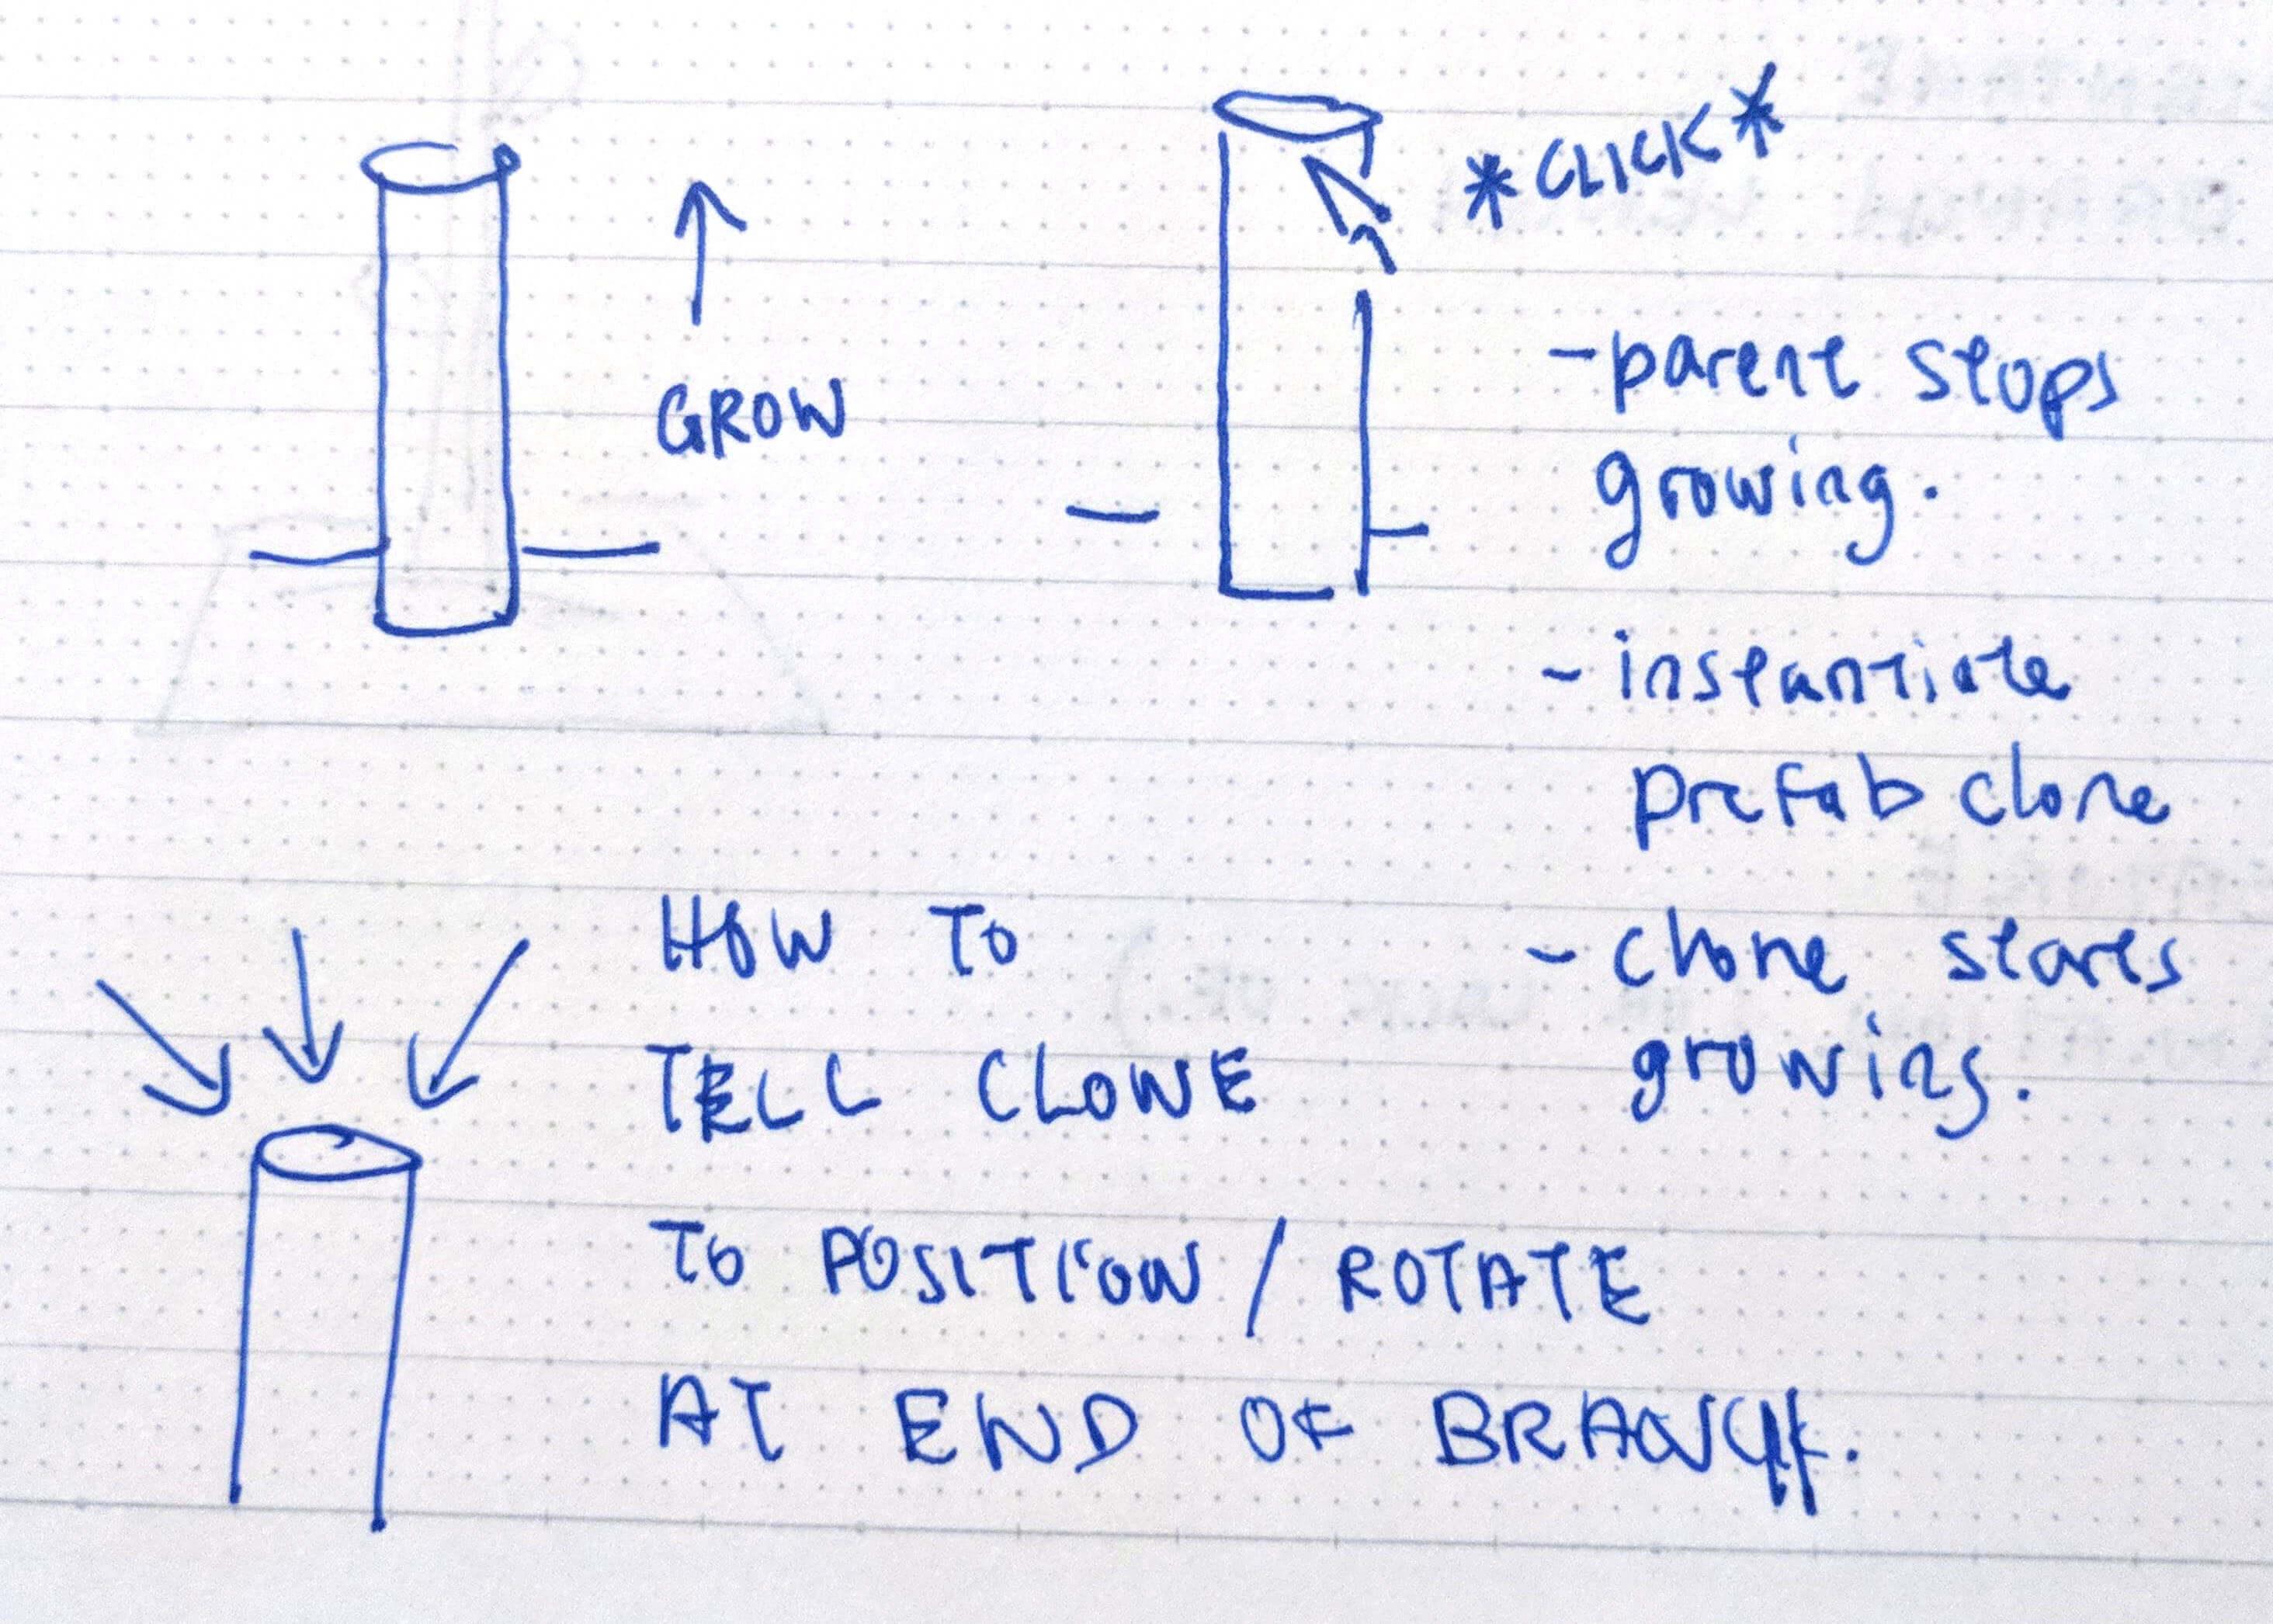 GROW
*CLICK*
- parent stops
growing.
- instantiate
prefab clone
- clone starts
growing.
HOW TO
TELL CLONE
TO POSITION / ROTATE
AT END OF BRANCH.